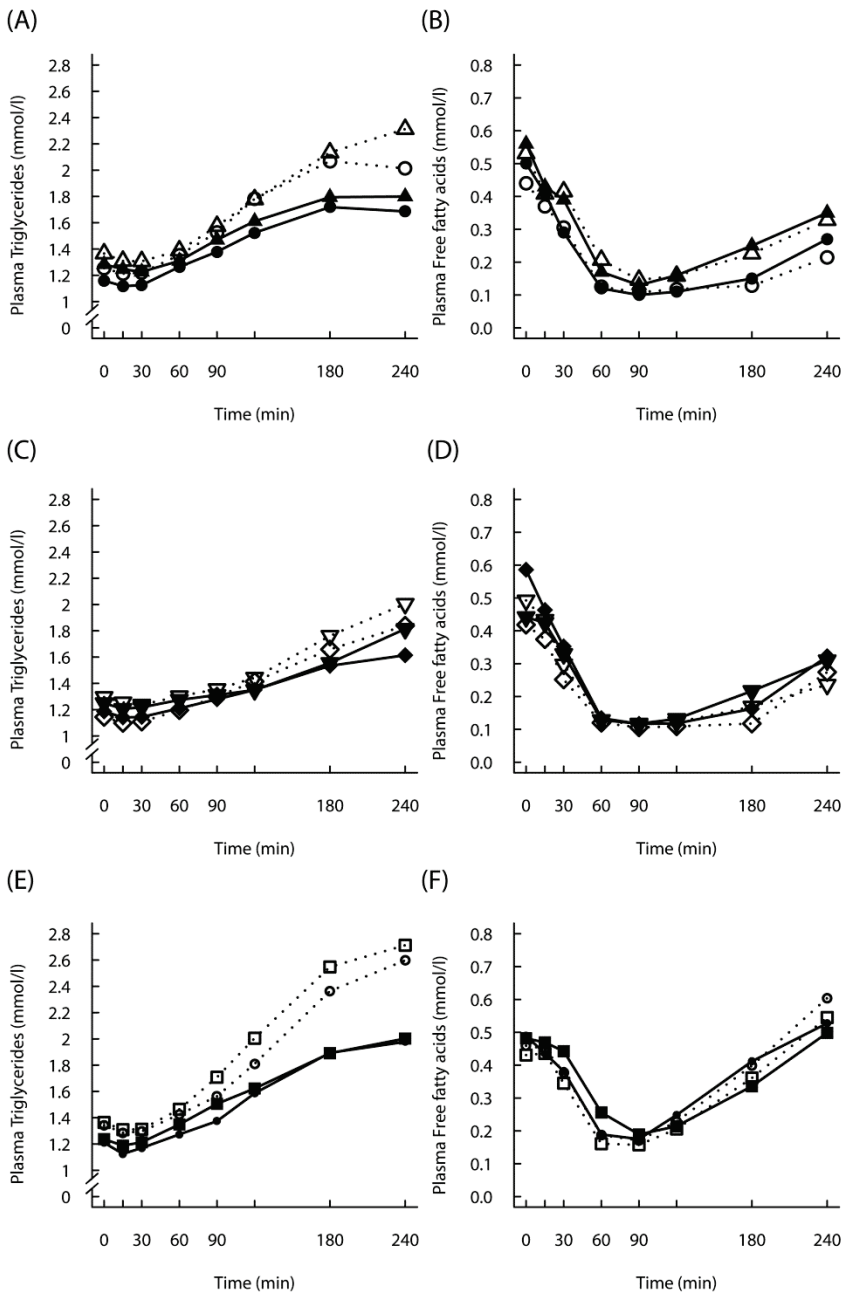 (A)
Plasma Triglycerides (mmol/l)
2.8
2.6
2.4
2.2
2
1.8
1.6
1.4
1.2
1
0
0 30 60 90 180 240
Time (min)
(B)
Plasma Free fatty acids (mmol/l)
0.8
0.7
0.6
0.5
0.4
0.3
0.2
0.1
0.0
0 30 60 90 180 240
Time (min)
(C)
Plasma Triglycerides (mmol/l)
2.8
2.6
2.4
2.2
2
1.8
1.6
1.4
1.2
1
0
0 30 60 90 180 240
Time (min)
(D)
Plasma Free fatty acids (mmol/l)
0.8
0.7
0.6
0.5
0.4
0.3
0.2
0.1
0.0
0 30 60 90 180 240
Time (min)
(E)
Plasma Triglycerides (mmol/l)
2.8
2.6
2.4
2.2
2
1.8
1.6
1.4
1.2
1
0
0 30 60 90 180 240
Time (min)
(F)
Plasma Free fatty acids (mmol/l)
0.8
0.7
0.6
0.5
0.4
0.3
0.2
0.1
0.0
0 30 60 90 180 240
Time (min)